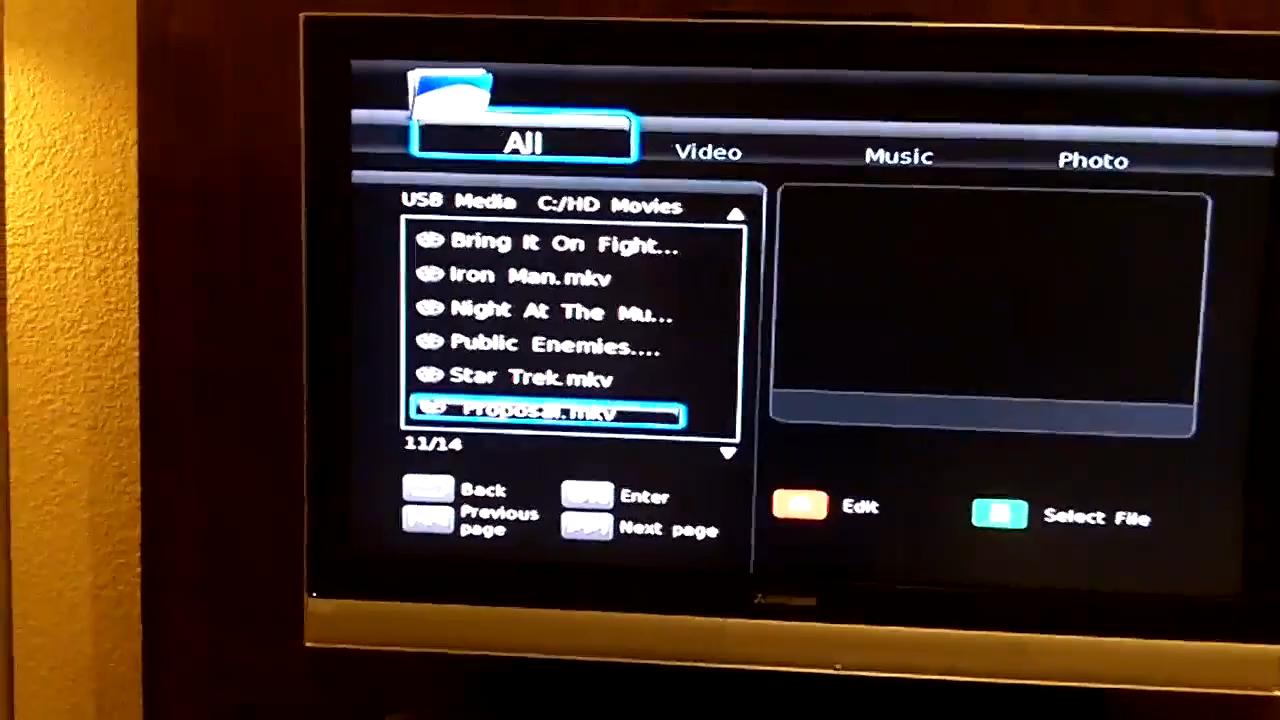 All
Video
Music
Photo
USB Media C:/HD Movies
Bring It On Fight...
Iron Man.mkv
Night At The Mu...
Public Enemies....
Star Trek.mkv
Proposal.mkv
11/14
Back
Enter
Previous page
Next page
Edit
Select File